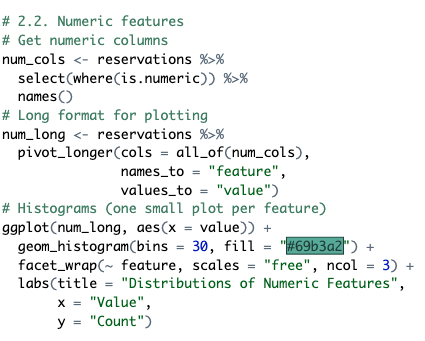 # 2.2. Numeric features
# Get numeric columns
num_cols <- reservations %>%
  select(where(is.numeric)) %>%
  names()
# Long format for plotting
num_long <- reservations %>%
  pivot_longer(cols = all_of(num_cols),
               names_to = "feature",
               values_to = "value")
# Histograms (one small plot per feature)
ggplot(num_long, aes(x = value)) +
  geom_histogram(bins = 30, fill = "#69b3a2") +
  facet_wrap(~ feature, scales = "free", ncol = 3) +
  labs(title = "Distributions of Numeric Features",
       x = "Value",
       y = "Count")